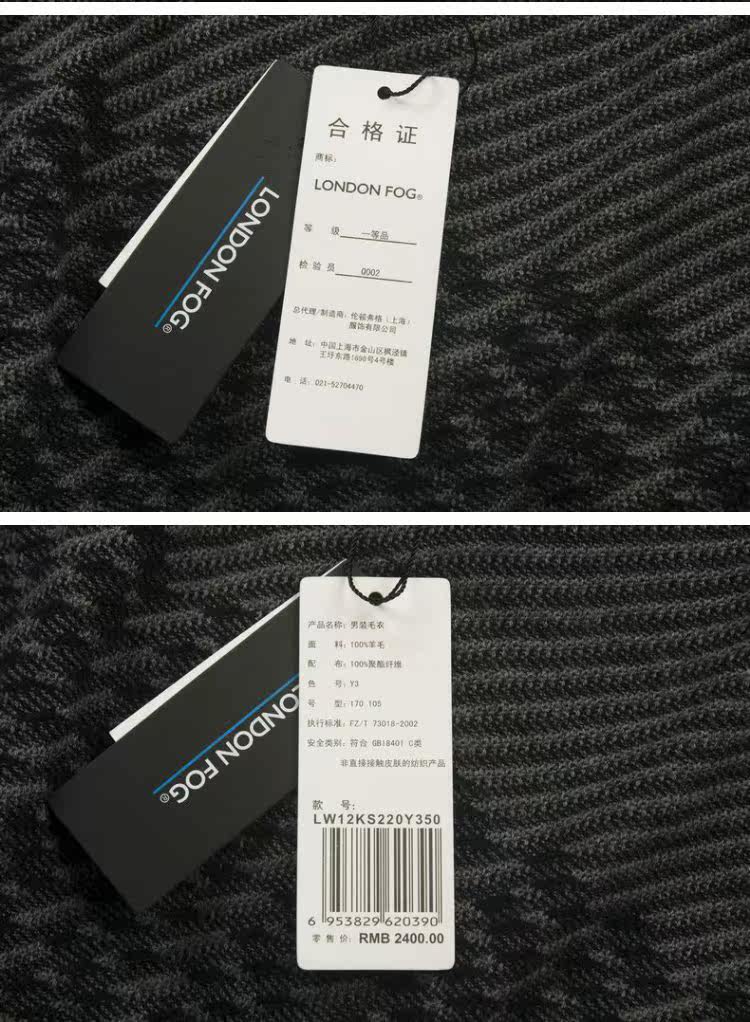 LONDON FOG®
合格证
商标：
LONDON FOG®
等 级 一等品
检 验 员 0002
总代理/制造商：伦顿弗格（上海）
服饰有限公司
地 址：中国上海市金山区枫泾镇
王圩东路1698号4号楼
电 话：021-52704470
LONDON FOG®
产品名称：男装毛衣
面 料：100%羊毛
配 布：100%聚酯纤维
色 号：Y3
号 型：170 105
执行标准：FZ/T 73018-2002
安全类别：符合 GB18401 C类
非直接接触皮肤的纺织产品
款 号：
LW12KS220Y350
6 953829 620390
零 售 价：RMB 2400.00